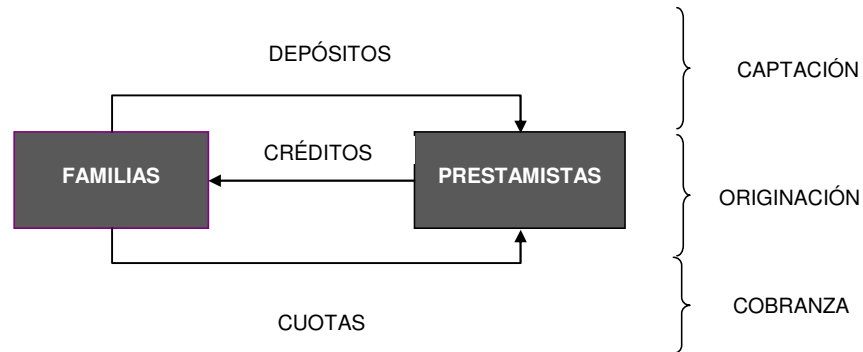 DEPÓSITOS
CAPTACIÓN
CRÉDITOS
FAMILIAS
PRESTAMISTAS
ORIGINACIÓN
CUOTAS
COBRANZA